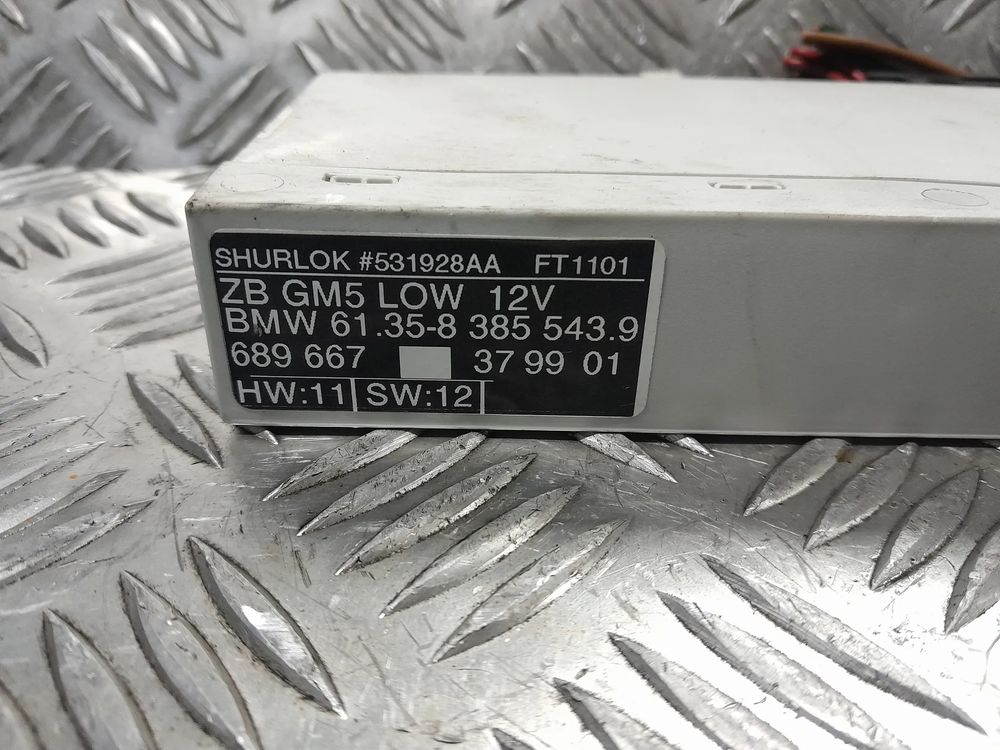 SHURLOK #531928AA FT1101
ZB GM5 LOW 12V
BMW 61.35-8 385 543.9
689 667 37 99 01
HW:11 SW:12